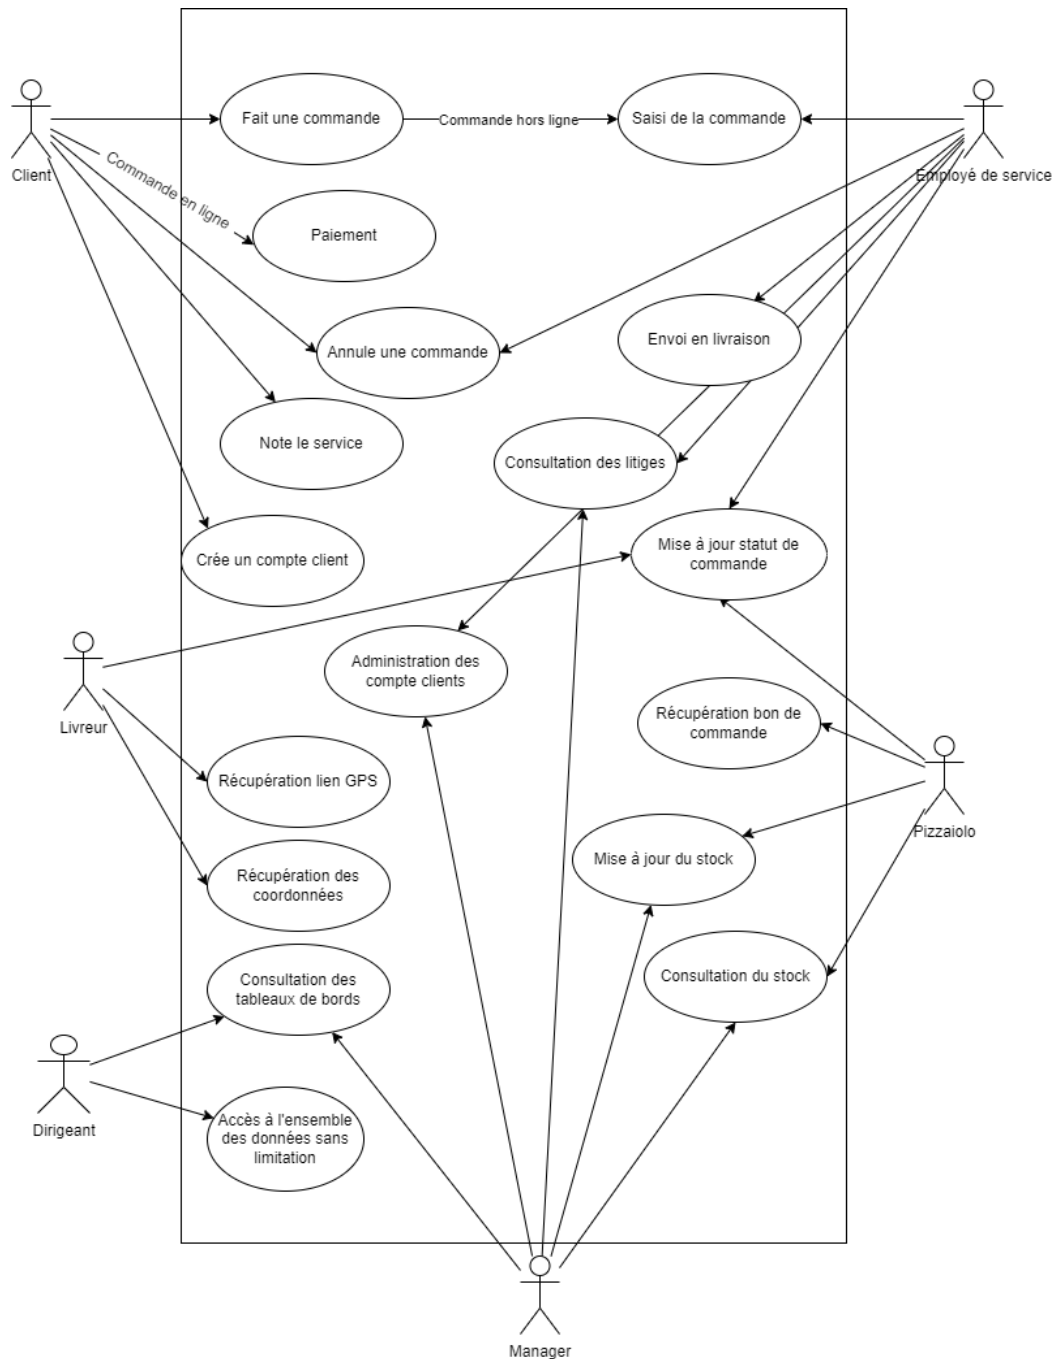 Fait une commande
Commande hors ligne
Saisi de la commande
Client
Employé de service
Commande en ligne
Paiement
Envoi en livraison
Annule une commande
Note le service
Consultation des litiges
Crée un compte client
Mise à jour statut de
commande
Administration des
compte clients
Livreur
Récupération bon de
commande
Récupération lien GPS
Pizzaiolo
Mise à jour du stock
Récupération des
coordonnées
Consultation des
tableaux de bords
Consultation du stock
Dirigeant
Accès à l'ensemble
des données sans
limitation
Manager